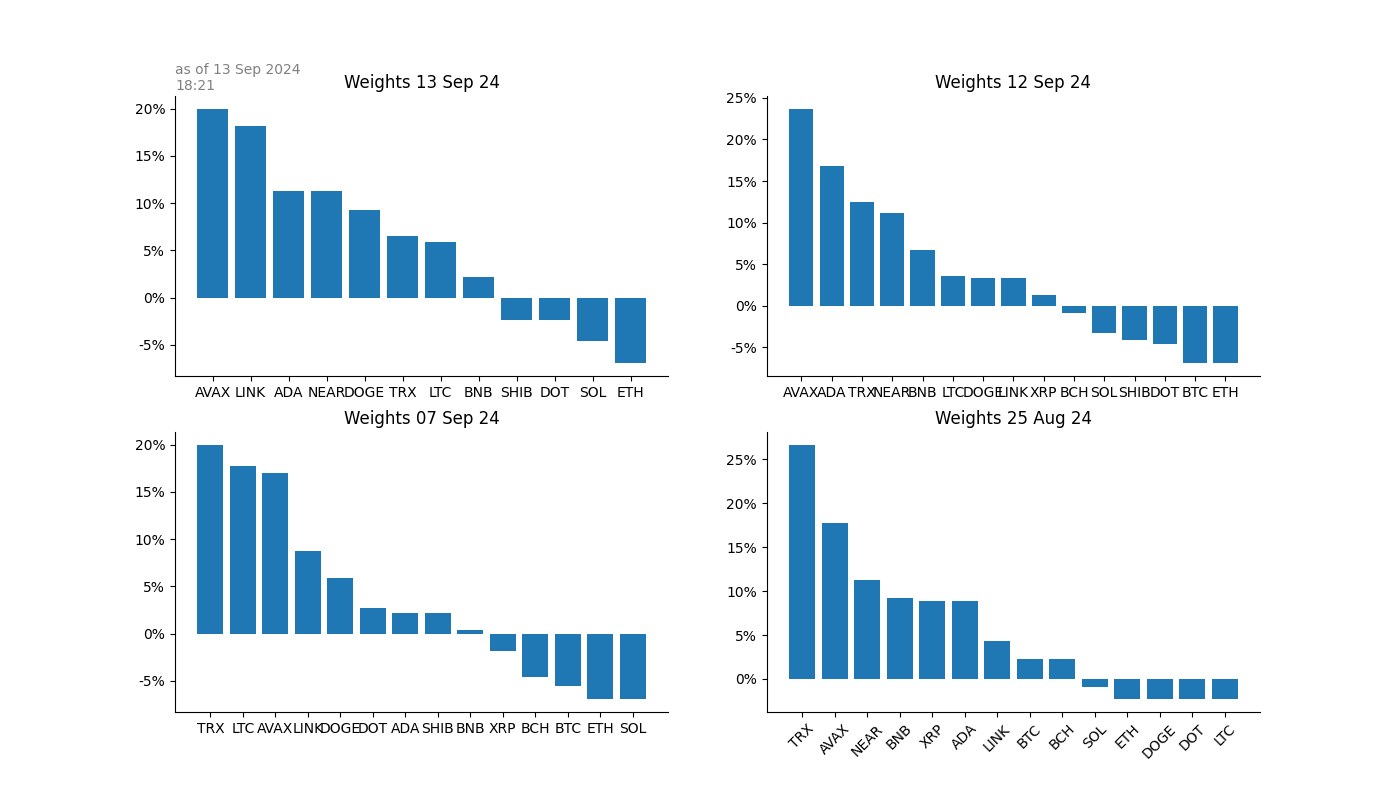 as of 13 Sep 2024
18:21
Weights 13 Sep 24
20%
15%
10%
5%
0%
-5%
AVAX LINK ADA NEAR DOGE TRX LTC BNB SHIB DOT SOL ETH
Weights 12 Sep 24
25%
20%
15%
10%
5%
0%
-5%
AVAX ADA TRX NEAR BNB LTC DOGE LINK XRP BCH SOL SHIB DOT BTC ETH
Weights 07 Sep 24
20%
15%
10%
5%
0%
-5%
TRX LTC AVAX LINK DOGE DOT ADA SHIB BNB XRP BCH BTC ETH SOL
Weights 25 Aug 24
25%
20%
15%
10%
5%
0%
TRX AVAX NEAR BNB XRP ADA LINK BTC BCH SOL ETH DOGE DOT LTC